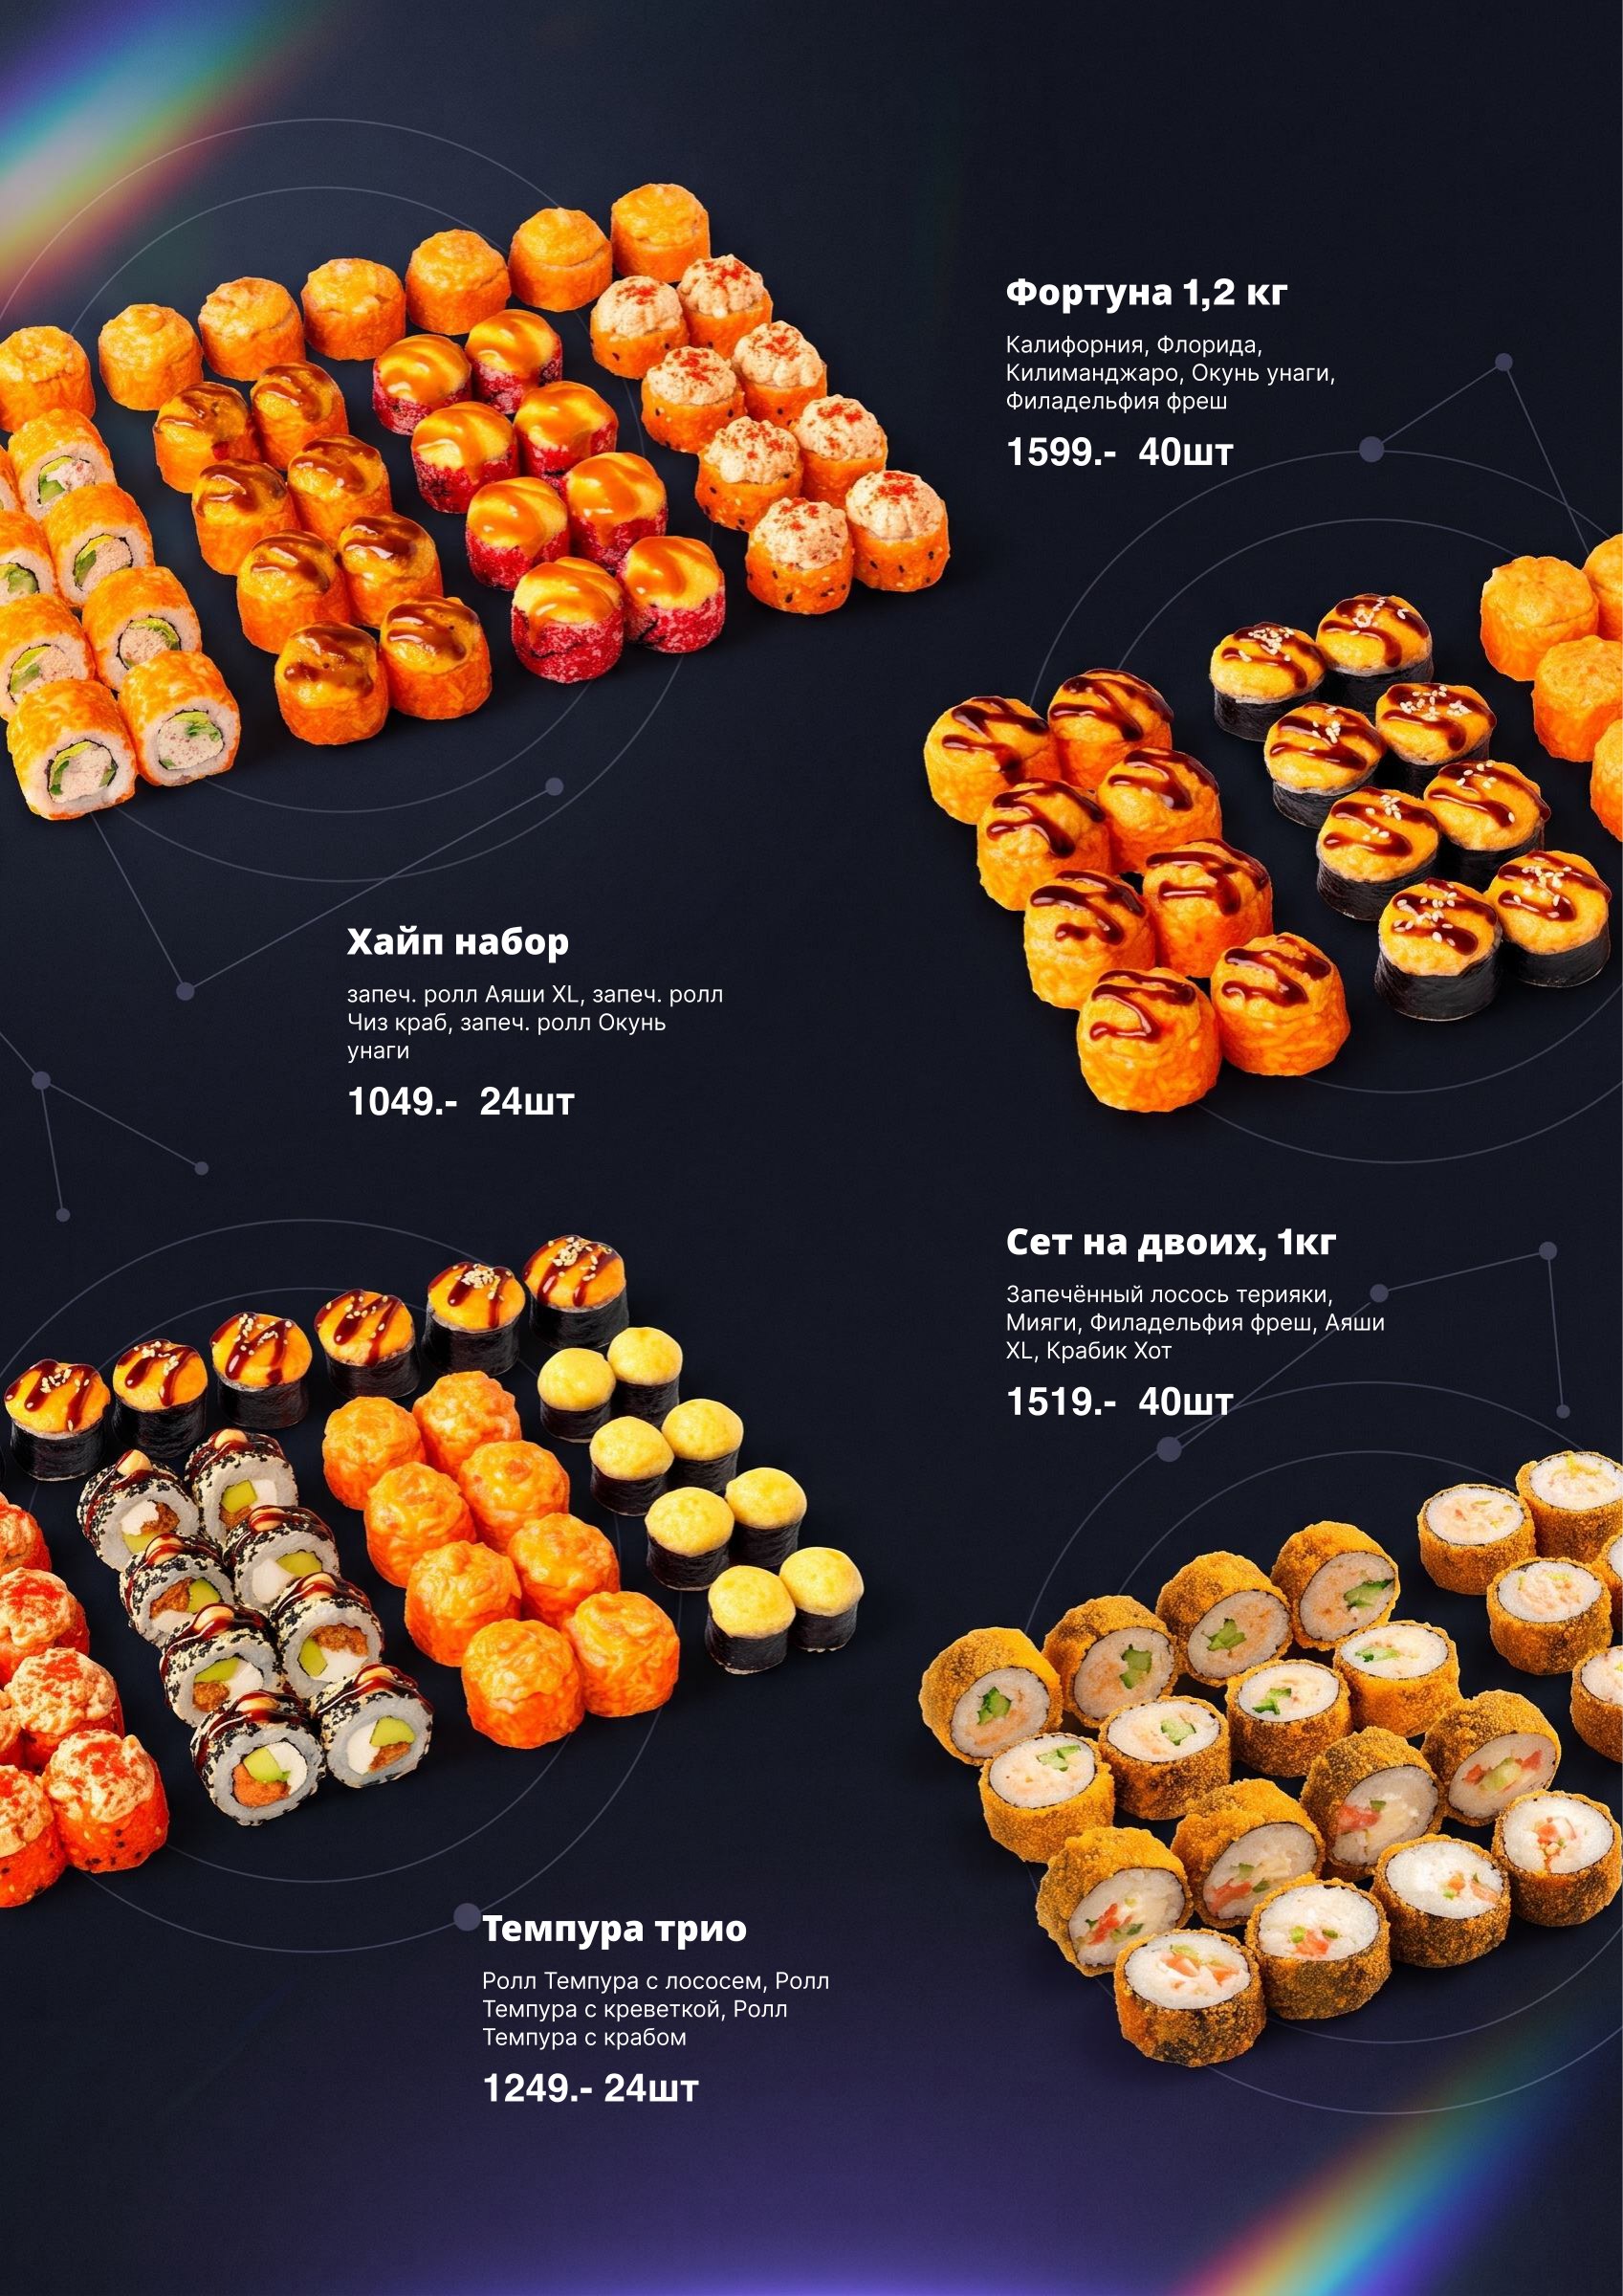 Фортуна 1,2 кг
Калифорния, Флорида,
Килиманджаро, Окунь унаги,
Филадельфия фреш
1599.- 40шт
Хайп набор
запеч. ролл Аяши XL, запеч. ролл
Чиз краб, запеч. ролл Окунь
унаги
1049.- 24шт
Сет на двоих, 1кг
Запечённый лосось терияки,
Мияги, Филадельфия фреш, Аяши
XL, Крабик Хот
1519.- 40шт
Темпура трио
Ролл Темпура с лососем, Ролл
Темпура с креветкой, Ролл
Темпура с крабом
1249.- 24шт